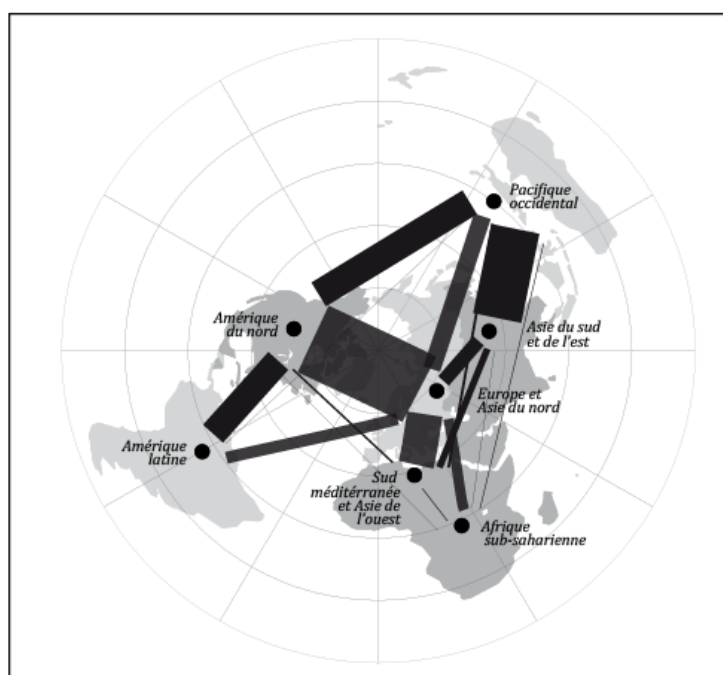 Pacifique
occidental
Amérique
du nord
Asie du sud
et de l'est
Europe et
Asie du nord
Amérique
latine
Sud
méditérranée
et Asie de
l'ouest
Afrique
sub-saharienne